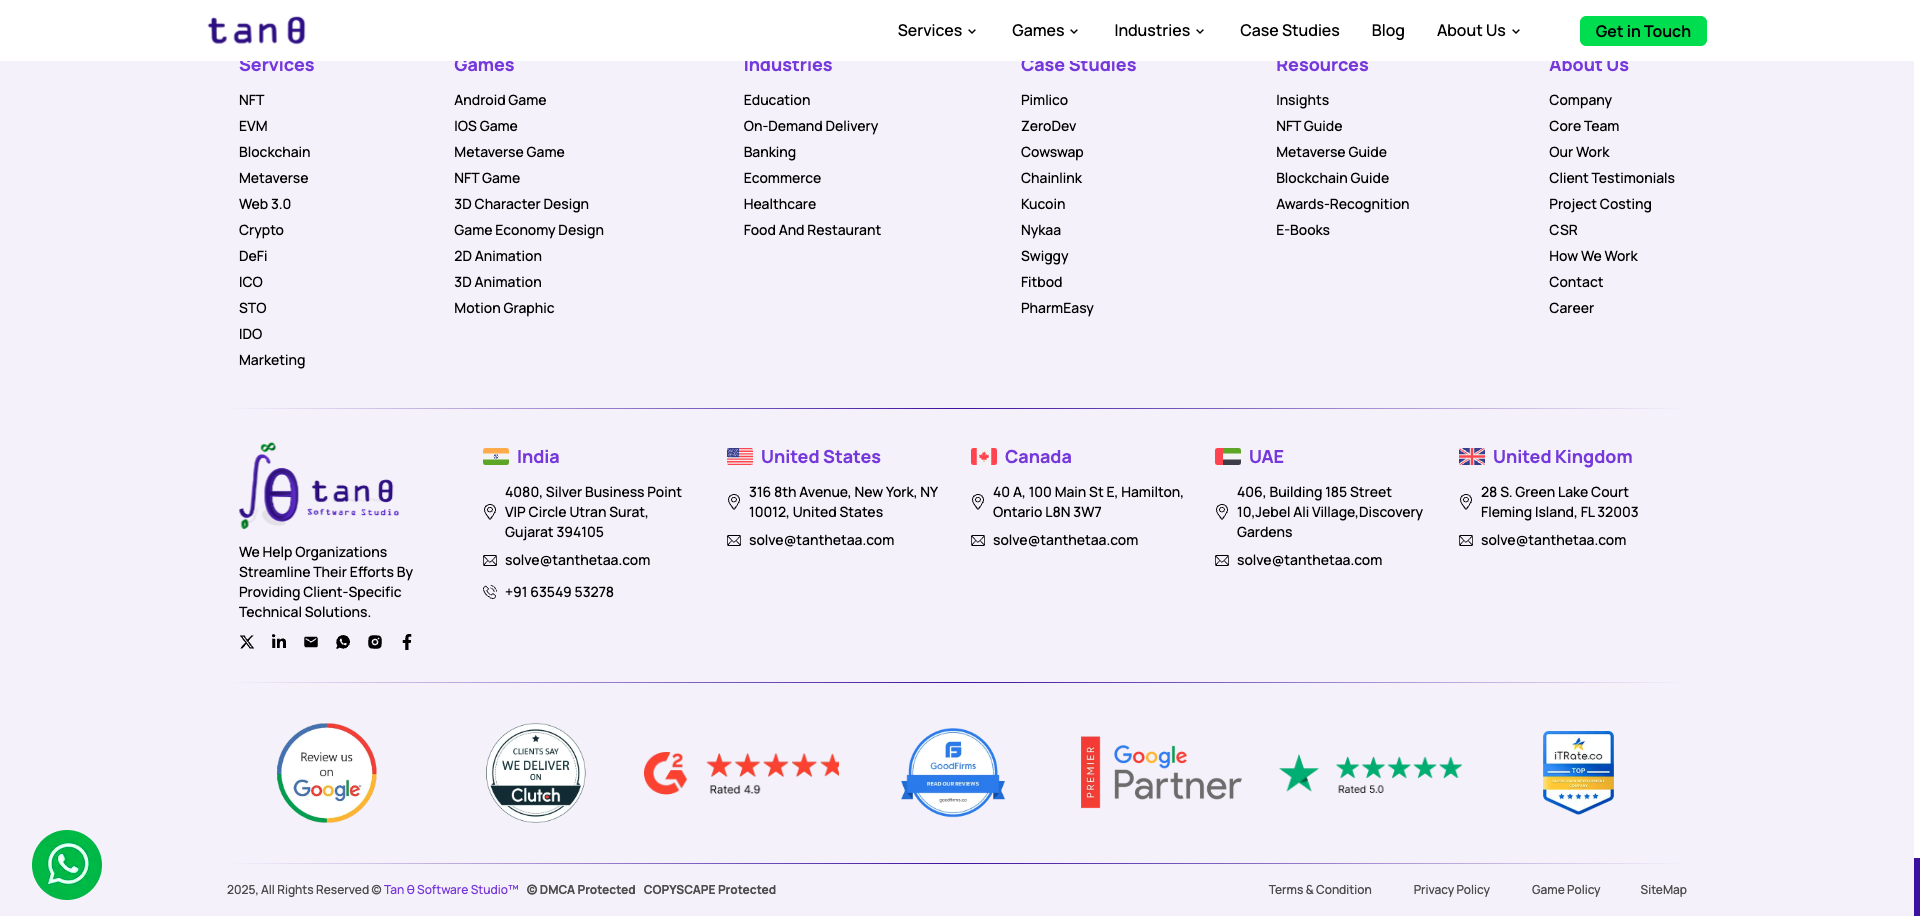 tan θ
Services
Games
Industries
Case Studies
Blog
About Us
Get in Touch
Services
NFT
EVM
Blockchain
Metaverse
Web 3.0
Crypto
DeFi
ICO
STO
IDO
Marketing
Games
Android Game
IOS Game
Metaverse Game
NFT Game
3D Character Design
Game Economy Design
2D Animation
3D Animation
Motion Graphic
Industries
Education
On-Demand Delivery
Banking
Ecommerce
Healthcare
Food And Restaurant
Case Studies
Pimlico
ZeroDev
Cowswap
Chainlink
Kucoin
Nykaa
Swiggy
Fitbod
PharmEasy
Resources
Insights
NFT Guide
Metaverse Guide
Blockchain Guide
Awards-Recognition
E-Books
About Us
Company
Core Team
Our Work
Client Testimonials
Project Costing
CSR
How We Work
Contact
Career
∫θ tan θ
Software Studio
We Help Organizations
Streamline Their Efforts By
Providing Client-Specific
Technical Solutions.
India
4080, Silver Business Point
VIP Circle Utran Surat,
Gujarat 394105
solve@tanthetaa.com
+91 63549 53278
United States
316 8th Avenue, New York, NY
10012, United States
solve@tanthetaa.com
Canada
40 A, 100 Main St E, Hamilton,
Ontario L8N 3W7
solve@tanthetaa.com
UAE
406, Building 185 Street
10,Jebel Ali Village,Discovery
Gardens
solve@tanthetaa.com
United Kingdom
28 S. Green Lake Court
Fleming Island, FL 32003
solve@tanthetaa.com
Review us
on
Google
CLIENTS SAY
WE DELIVER
ON
Clutch
G2
Rated 4.9
GoodFirms
READ OUR REVIEWS
goodfirms.co
PREMIER
Google
Partner
Rated 5.0
iTRate.co
TOP
2025, All Rights Reserved © Tan θ Software Studio™ © DMCA Protected COPYSCAPE Protected
Terms & Condition
Privacy Policy
Game Policy
SiteMap